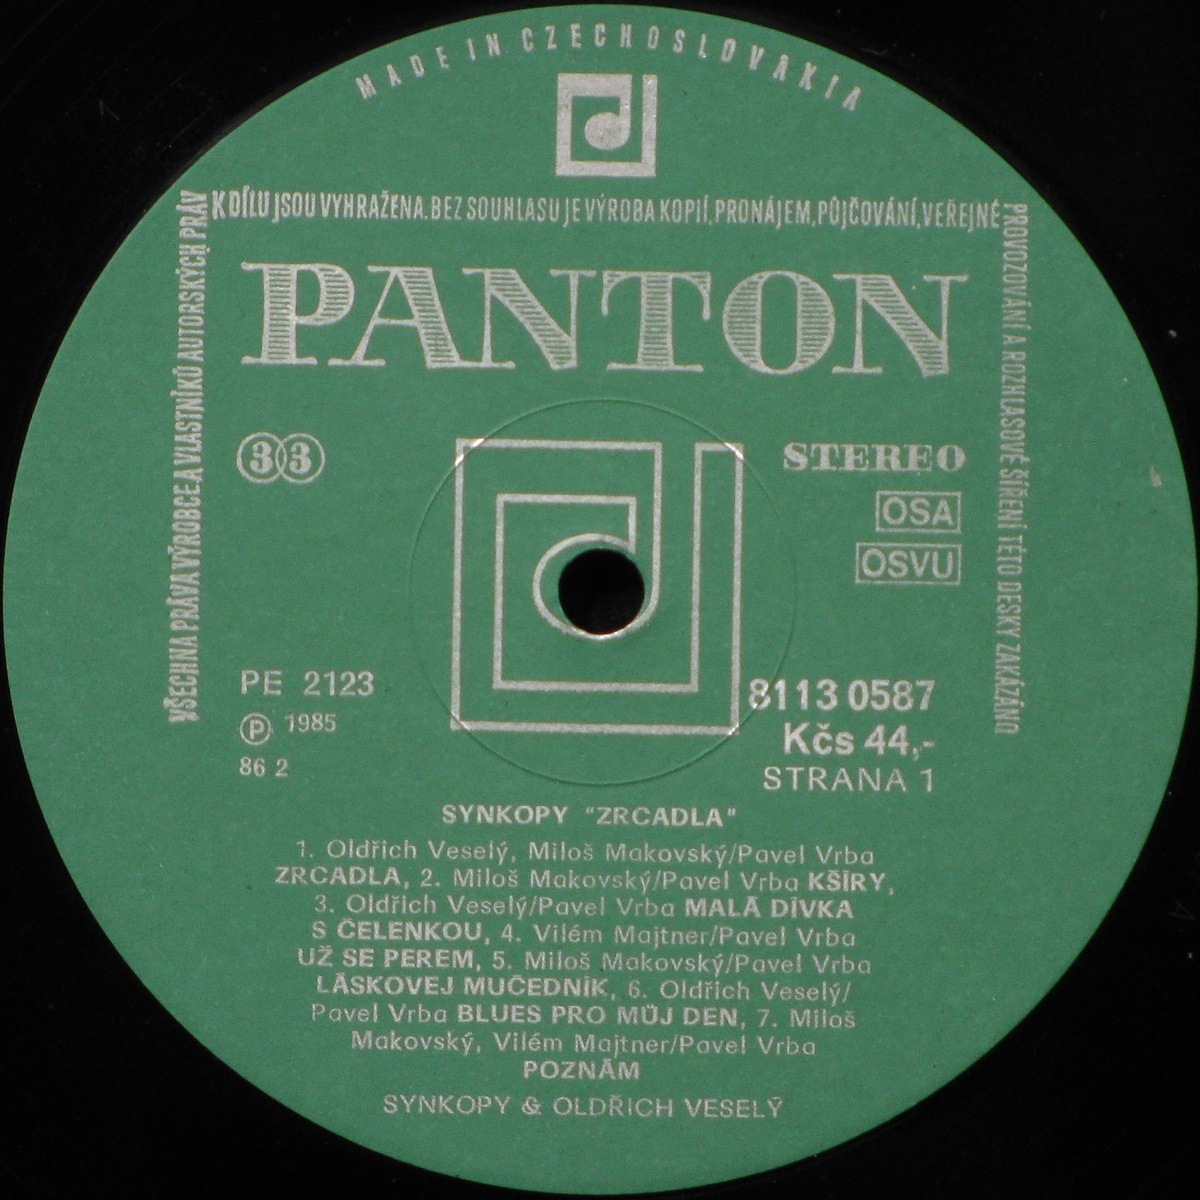 MADE IN CZECHOSLOVAKIA
VŠECHNA PRÁVA VÝROBCE A VLASTNÍKŮ AUTORSKÝCH PRÁV
K DÍLU JSOU VYHRAŽENA. BEZ SOUHLASU JE VÝROBA KOPIÍ, PRONÁJEM, PŮJČOVÁNÍ, VEŘEJNÉ
PROVOZOVÁNÍ A ROZHLASOVÉ ŠÍŘENÍ TÉTO DESKY ZAKÁZÁNO
PANTON
33
STEREO
OSA
OSVU
PE 2123
Ⓟ 1985
86 2
8113 0587
Kčs 44,-
STRANA 1
SYNKOPY "ZRCADLA"
1. Oldřich Veselý, Miloš Makovský/Pavel Vrba
ZRCADLA, 2. Miloš Makovský/Pavel Vrba KŠÍRY,
3. Oldřich Veselý/Pavel Vrba MALÁ DÍVKA
S ČELENKOU, 4. Vilém Majtner/Pavel Vrba
UŽ SE PEREM, 5. Miloš Makovský/Pavel Vrba
LÁSKOVEJ MUČEDNÍK, 6. Oldřich Veselý/
Pavel Vrba BLUES PRO MŮJ DEN, 7. Miloš
Makovský, Vilém Majtner/Pavel Vrba
POZNÁM
SYNKOPY & OLDŘICH VESELÝ